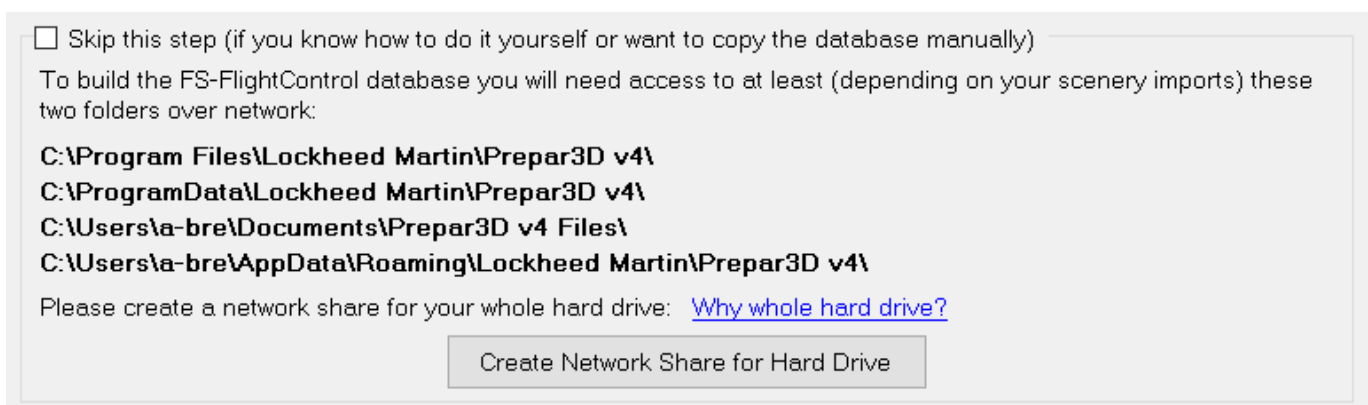 Skip this step (if you know how to do it yourself or want to copy the database manually)
To build the FS-FlightControl database you will need access to at least (depending on your scenery imports) these
two folders over network:
C:\Program Files\Lockheed Martin\Prepar3D v4\
C:\ProgramData\Lockheed Martin\Prepar3D v4\
C:\Users\a-bre\Documents\Prepar3D v4 Files\
C:\Users\a-bre\AppData\Roaming\Lockheed Martin\Prepar3D v4\
Please create a network share for your whole hard drive: Why whole hard drive?
Create Network Share for Hard Drive